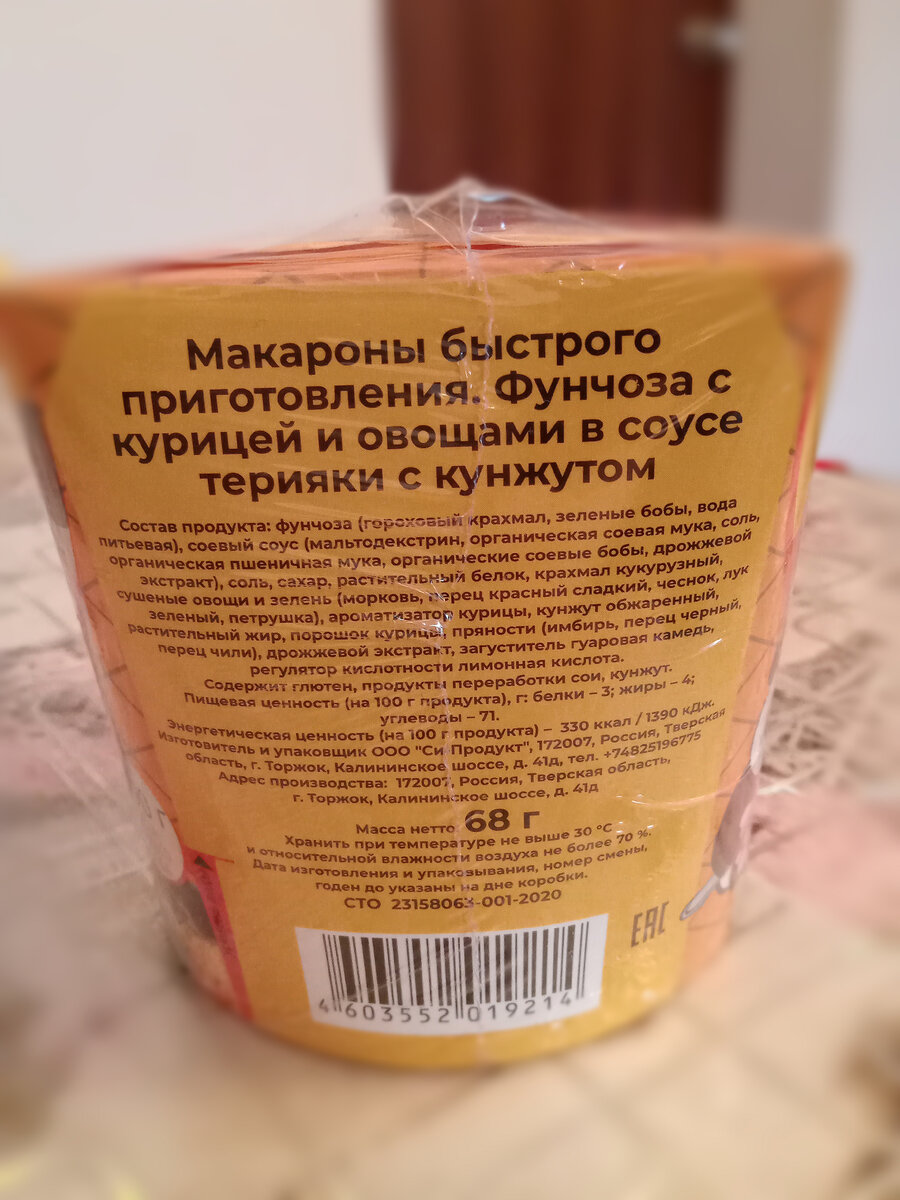 Макароны быстрого
приготовления. Фунчоза с
курицей и овощами в соусе
терияки с кунжутом
Состав продукта: фунчоза (гороховый крахмал, зеленые бобы, вода
питьевая), соевый соус (мальтодекстрин, органическая соевая мука, соль,
органическая пшеничная мука, органические соевые бобы, дрожжевой
экстракт), соль, сахар, растительный белок, крахмал кукурузный,
сушеные овощи и зелень (морковь, перец красный сладкий, чеснок, лук
зеленый, петрушка), ароматизатор курицы, кунжут обжаренный,
растительный жир, порошок курицы, пряности (имбирь, перец черный,
перец чили), дрожжевой экстракт, загуститель гуаровая камедь,
регулятор кислотности лимонная кислота.
Содержит глютен, продукты переработки сои, кунжут.
Пищевая ценность (на 100 г продукта), г: белки – 3; жиры – 4;
углеводы – 71.
Энергетическая ценность (на 100 г продукта) – 330 ккал / 1390 кДж.
Изготовитель и упаковщик ООО "Си Продукт", 172007, Россия, Тверская
область, г. Торжок, Калининское шоссе, д. 41д, тел. +74825196775
Адрес производства: 172007, Россия, Тверская область,
г. Торжок, Калининское шоссе, д. 41д
Масса нетто 68 г
Хранить при температуре не выше 30 °С
и относительной влажности воздуха не более 70 %.
Дата изготовления и упаковывания, номер смены,
годен до указаны на дне коробки.
СТО 23158063-001-2020
EAC
4 603552 019214